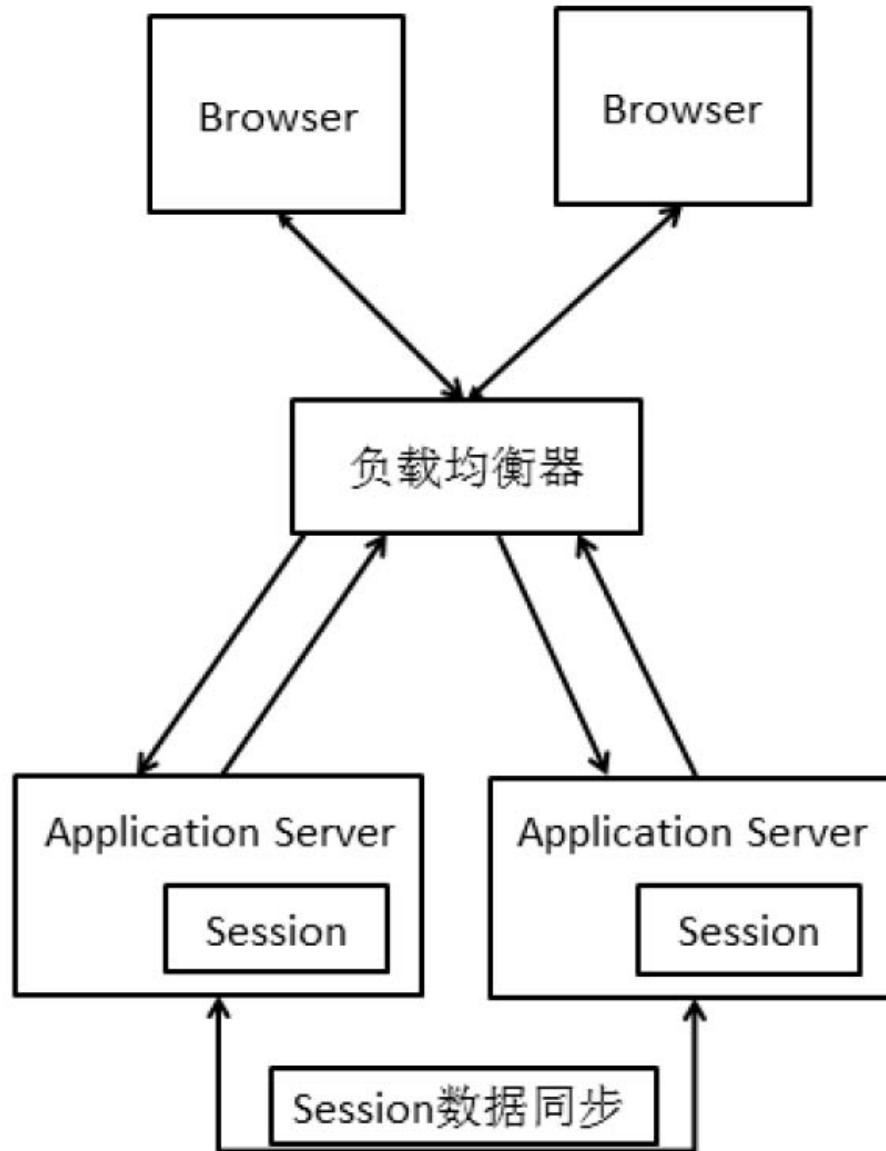 Browser
Browser
负载均衡器
Application Server
Application Server
Session
Session
Session数据同步